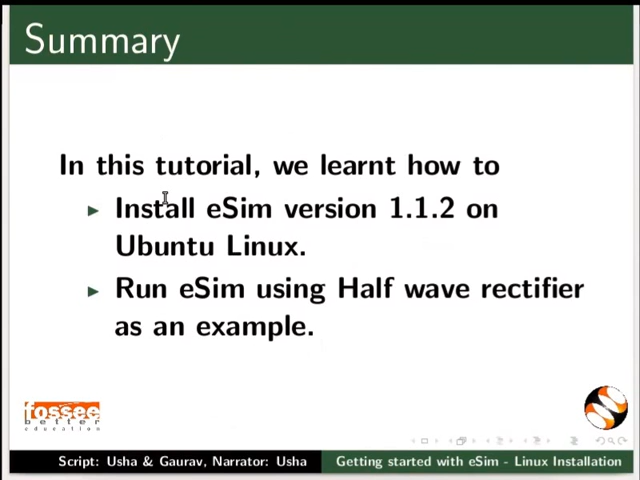 Summary
In this tutorial, we learnt how to
Install eSim version 1.1.2 on
Ubuntu Linux.
Run eSim using Half wave rectifier
as an example.
fossee
better
education
Script: Usha & Gaurav, Narrator: Usha
Getting started with eSim - Linux Installation